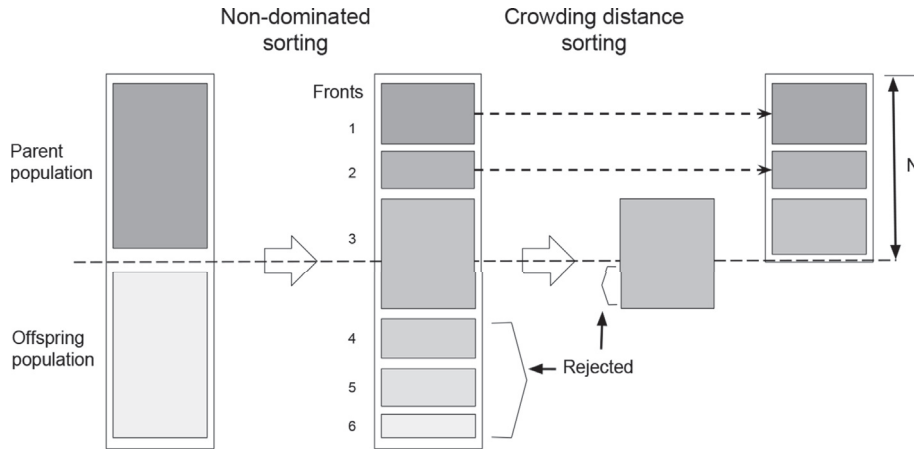 Non-dominated
sorting
Crowding distance
sorting
Fronts
1
2
3
4
5
6
Parent
population
Offspring
population
Rejected
N